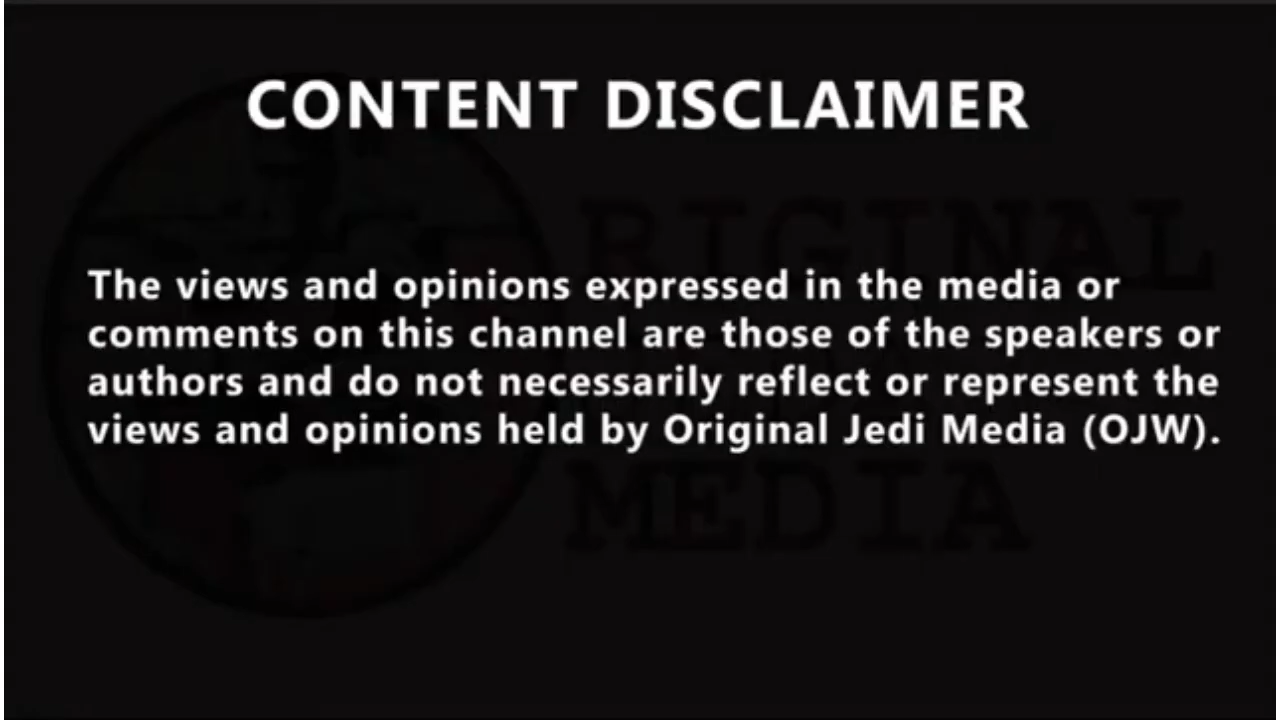 CONTENT DISCLAIMER
RIGINAL
The views and opinions expressed in the media or
comments on this channel are those of the speakers or
authors and do not necessarily reflect or represent the
views and opinions held by Original Jedi Media (OJW).
MEDIA